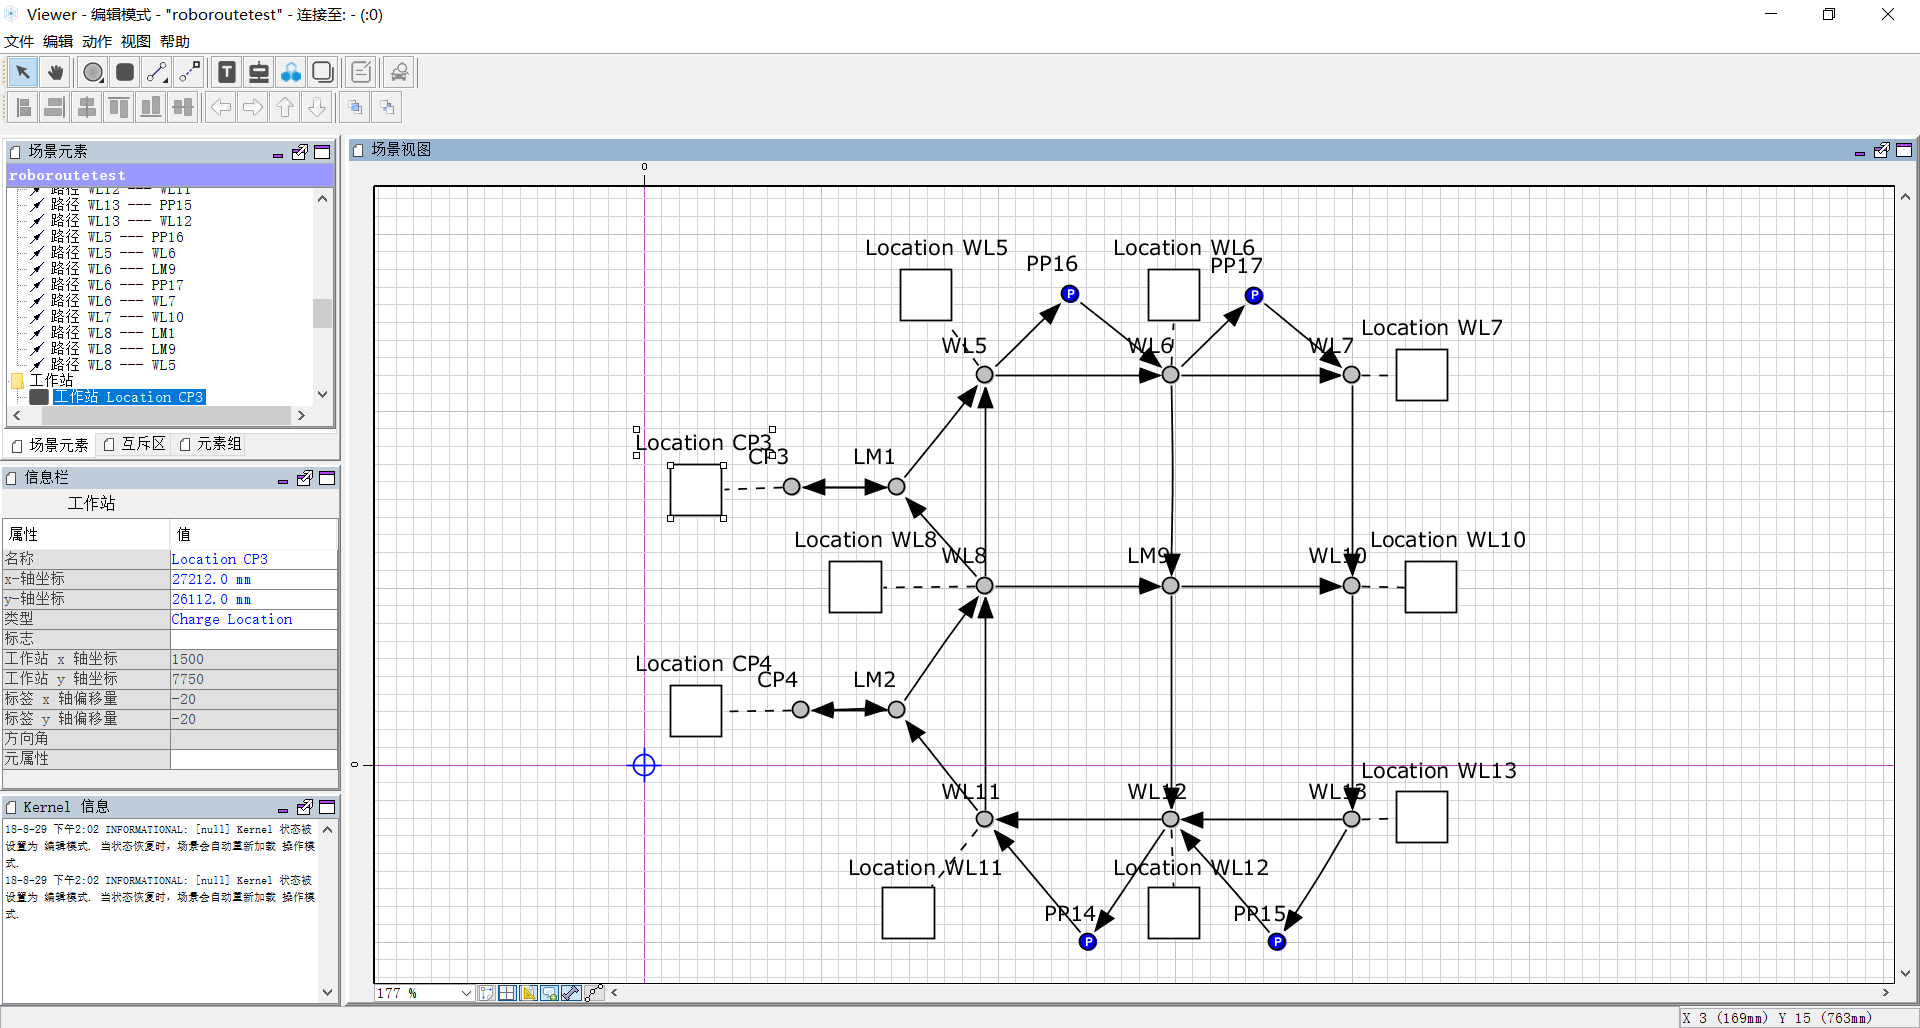 Viewer - 编辑模式 - "roboroutetest" - 连接至: - (:0)
文件 编辑 动作 视图 帮助
场景元素
roboroutetest
路径 WL12 --- WL11
路径 WL13 --- PP15
路径 WL13 --- WL12
路径 WL5 --- PP16
路径 WL5 --- WL6
路径 WL6 --- LM9
路径 WL6 --- PP17
路径 WL6 --- WL7
路径 WL7 --- WL10
路径 WL8 --- LM1
路径 WL8 --- LM9
路径 WL8 --- WL5
工作站
工作站 Location CP3
场景元素 互斥区 元素组
信息栏
工作站
属性 值
名称 Location CP3
x-轴坐标 27212.0 mm
y-轴坐标 26112.0 mm
类型 Charge Location
标志
工作站 x 轴坐标 1500
工作站 y 轴坐标 7750
标签 x 轴偏移量 -20
标签 y 轴偏移量 -20
方向角
元属性
Kernel 信息
18-8-29 下午2:02 INFORMATIONAL: [null] Kernel 状态被
设置为 编辑模式. 当状态恢复时，场景会自动重新加载 操作模
式.
18-8-29 下午2:02 INFORMATIONAL: [null] Kernel 状态被
设置为 编辑模式. 当状态恢复时，场景会自动重新加载 操作模
式.
场景视图
0
Location WL5
PP16
P
Location WL6
PP17
P
Location WL7
WL5
WL6
WL7
Location CP3
CP3
LM1
Location WL8
WL8
LM9
WL10
Location WL10
Location CP4
CP4
LM2
0
Location WL13
WL11
WL12
WL13
Location WL11
Location WL12
PP14
P
PP15
P
177 %
X 3 (169mm) Y 15 (763mm)